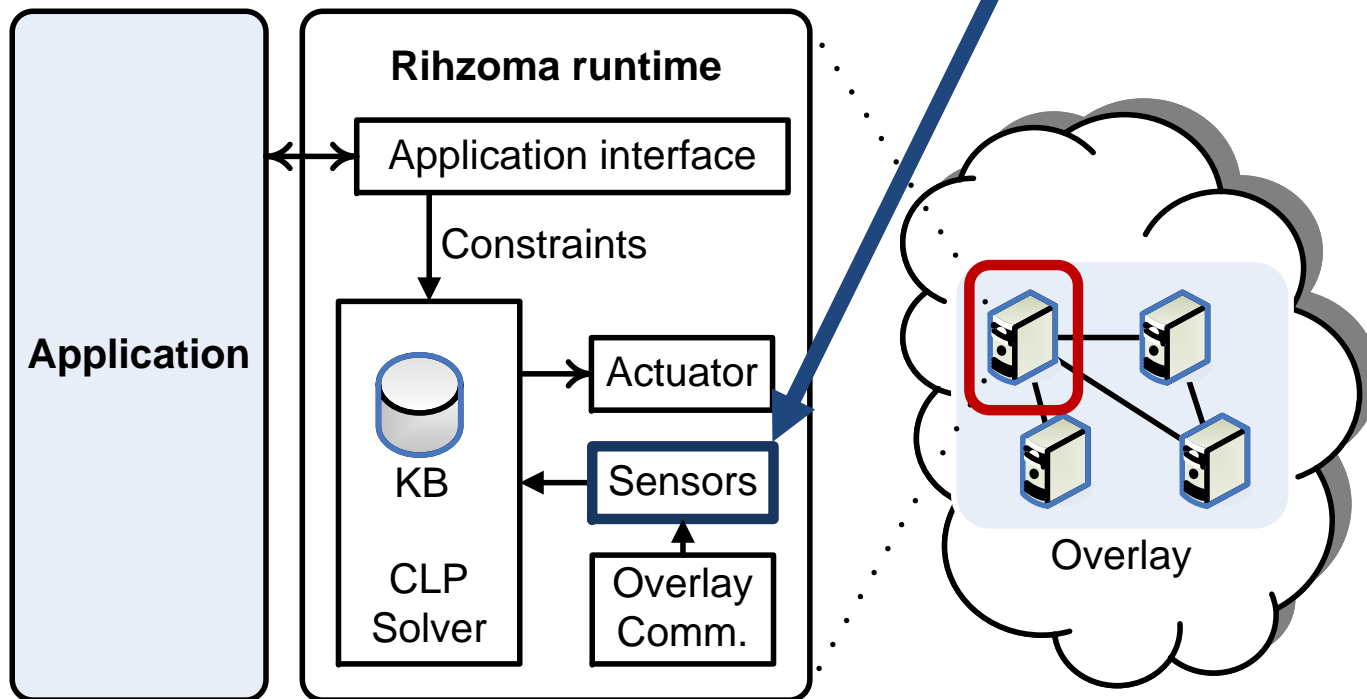 Rihzoma runtime
Application interface
Constraints
Application
Actuator
KB
Sensors
CLP
Solver
Overlay
Comm.
Overlay